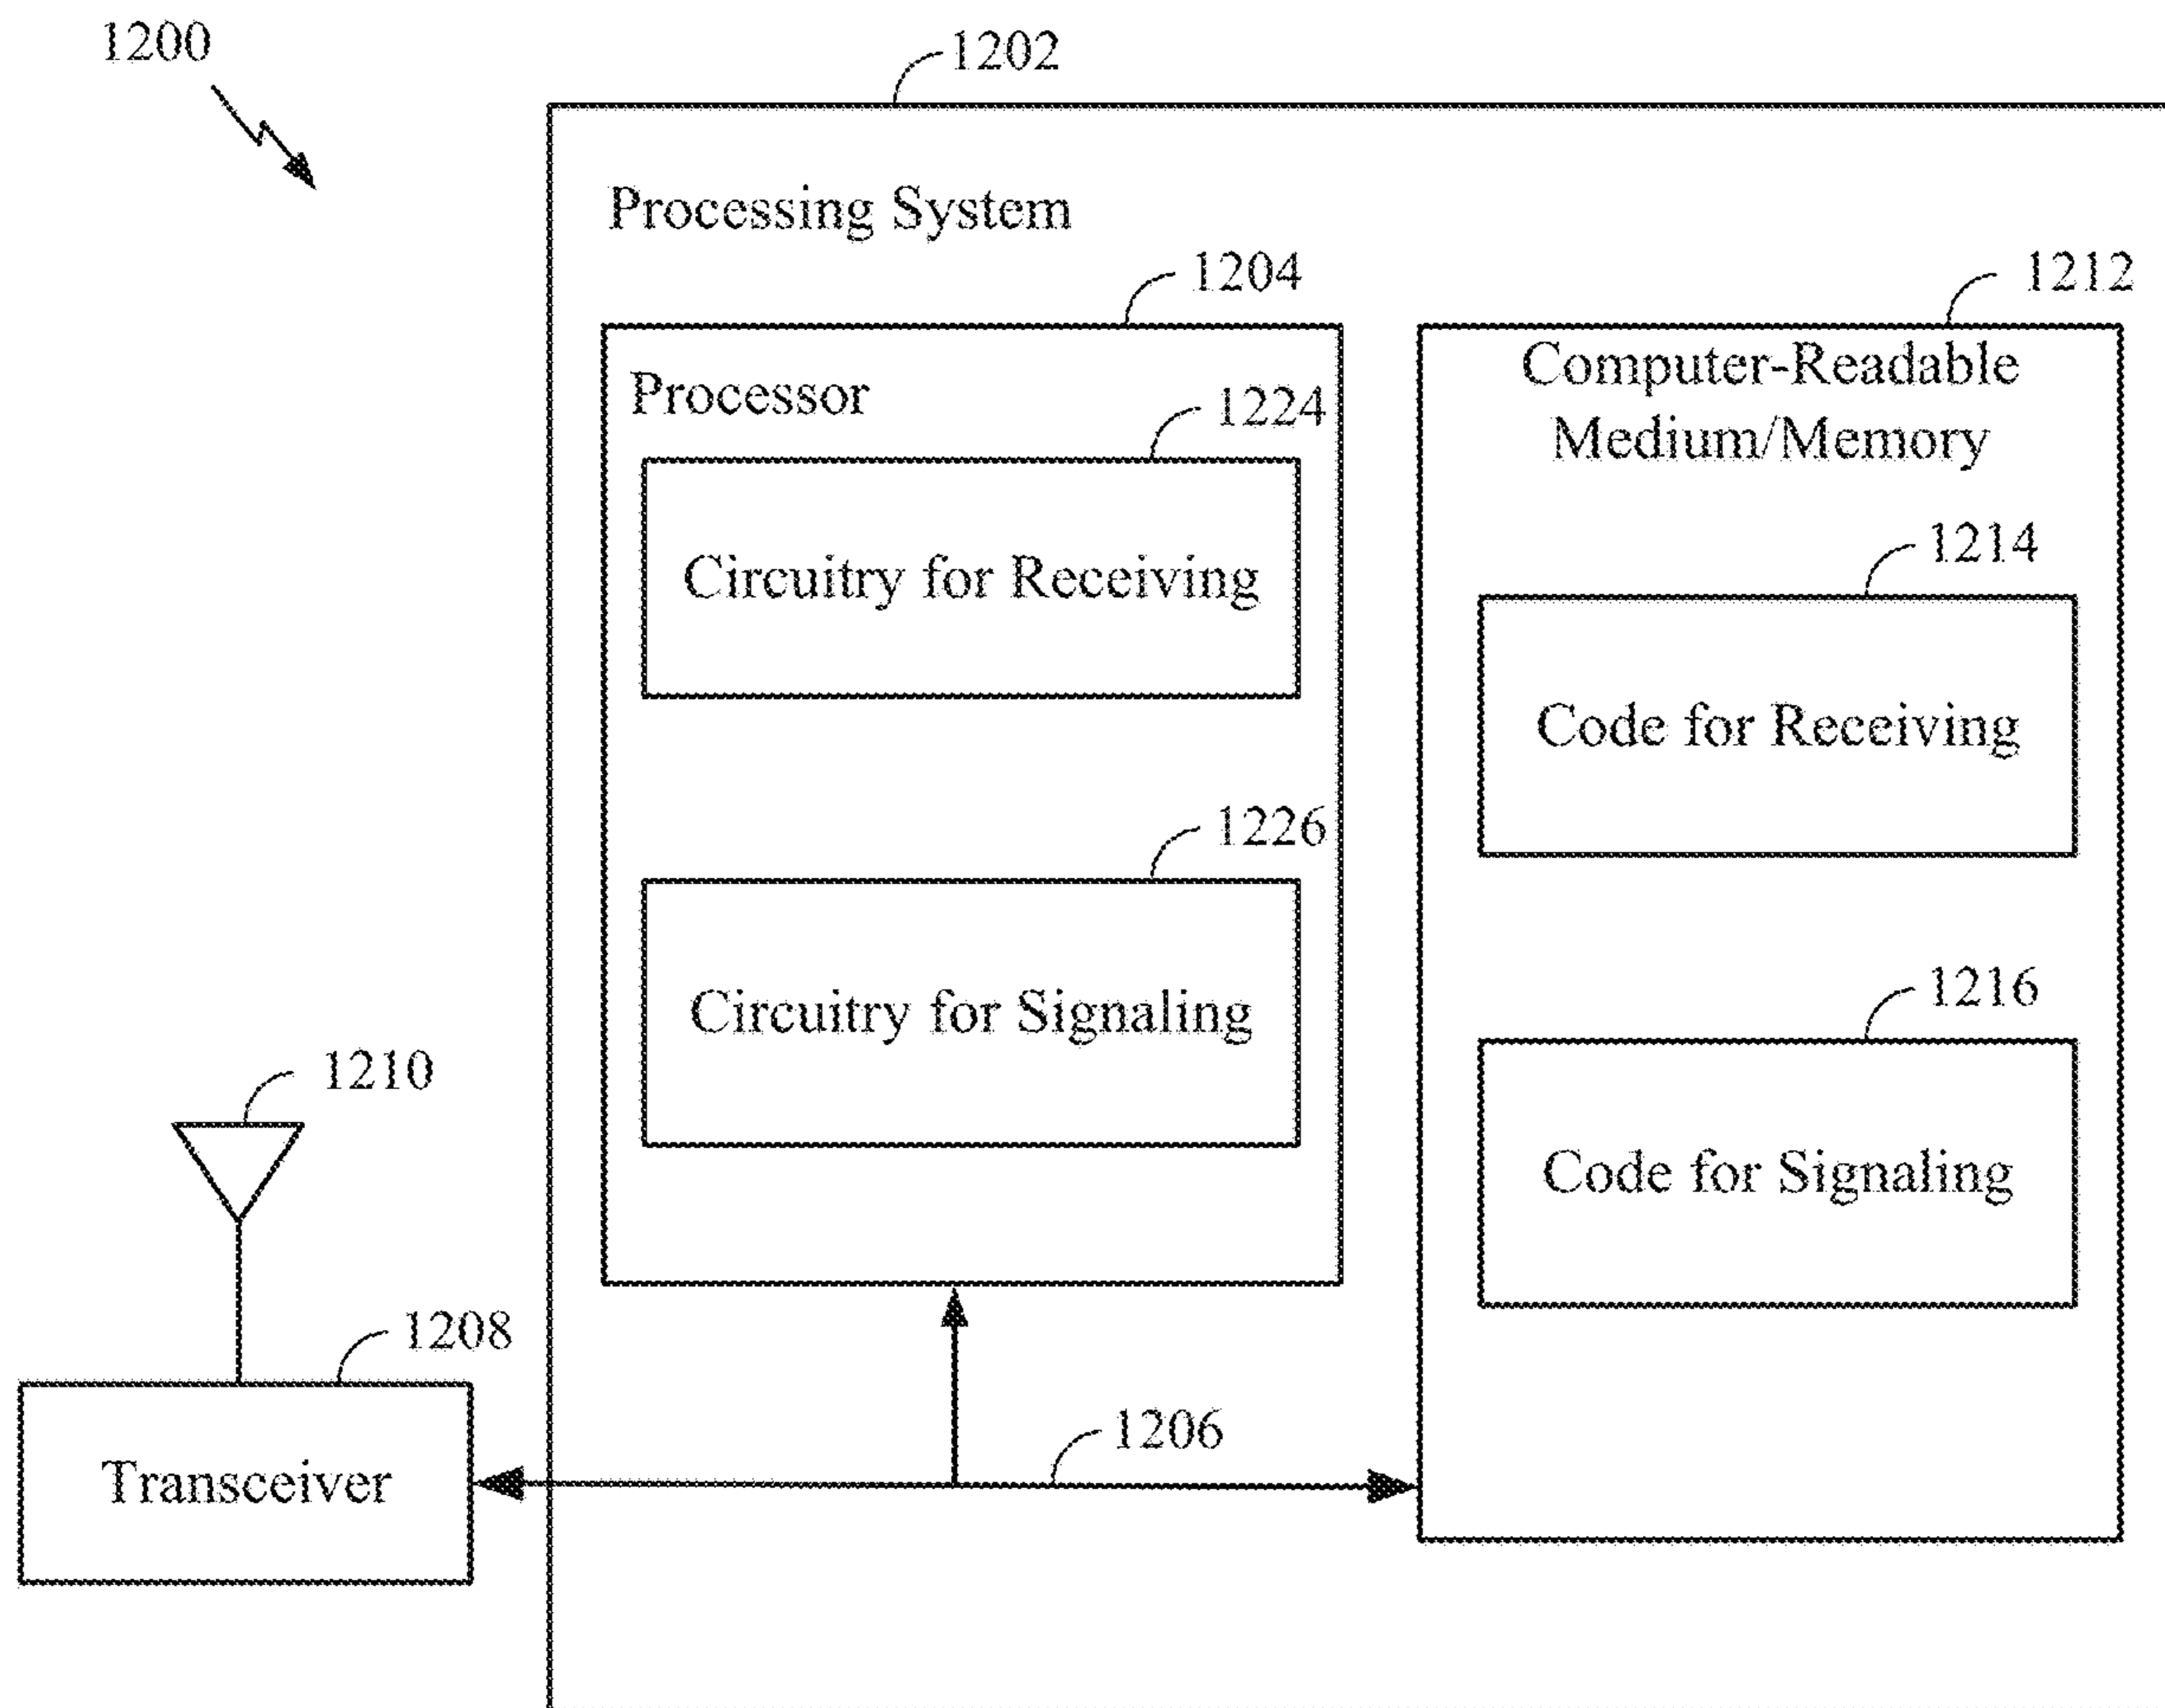 1200
1202
Processing System
1204
1212
Processor
Computer-Readable
Medium/Memory
1224
Circuitry for Receiving
1214
Code for Receiving
1226
Circuitry for Signaling
1216
Code for Signaling
1210
1208
Transceiver
1206